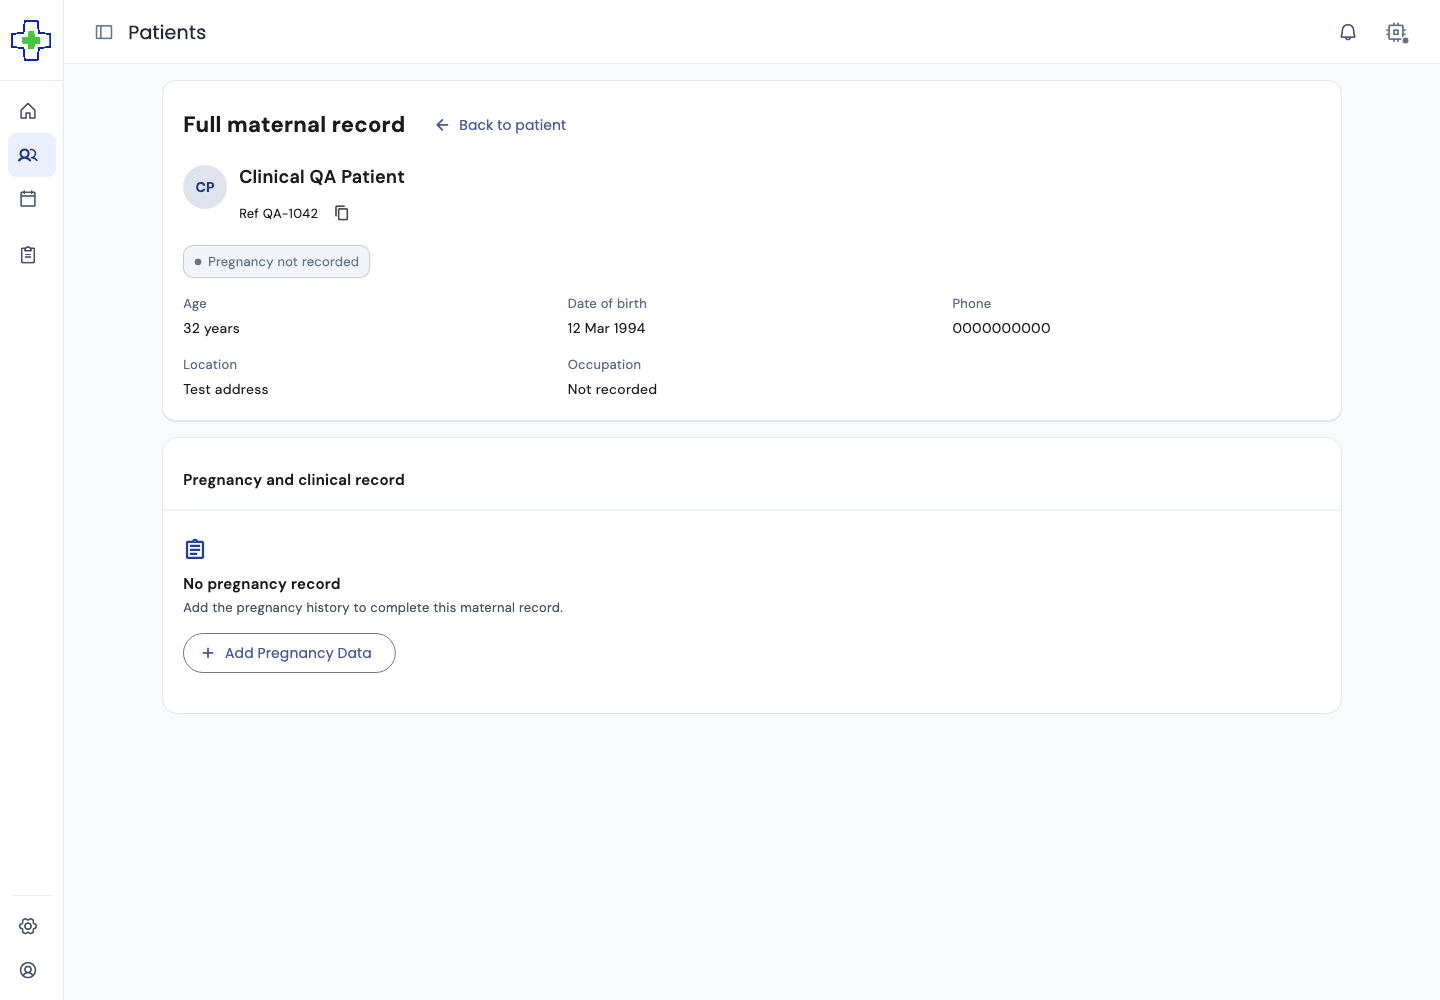 Patients
Full maternal record
Back to patient
CP
Clinical QA Patient
Ref QA-1042
Pregnancy not recorded
Age
32 years
Date of birth
12 Mar 1994
Phone
0000000000
Location
Test address
Occupation
Not recorded
Pregnancy and clinical record
No pregnancy record
Add the pregnancy history to complete this maternal record.
Add Pregnancy Data